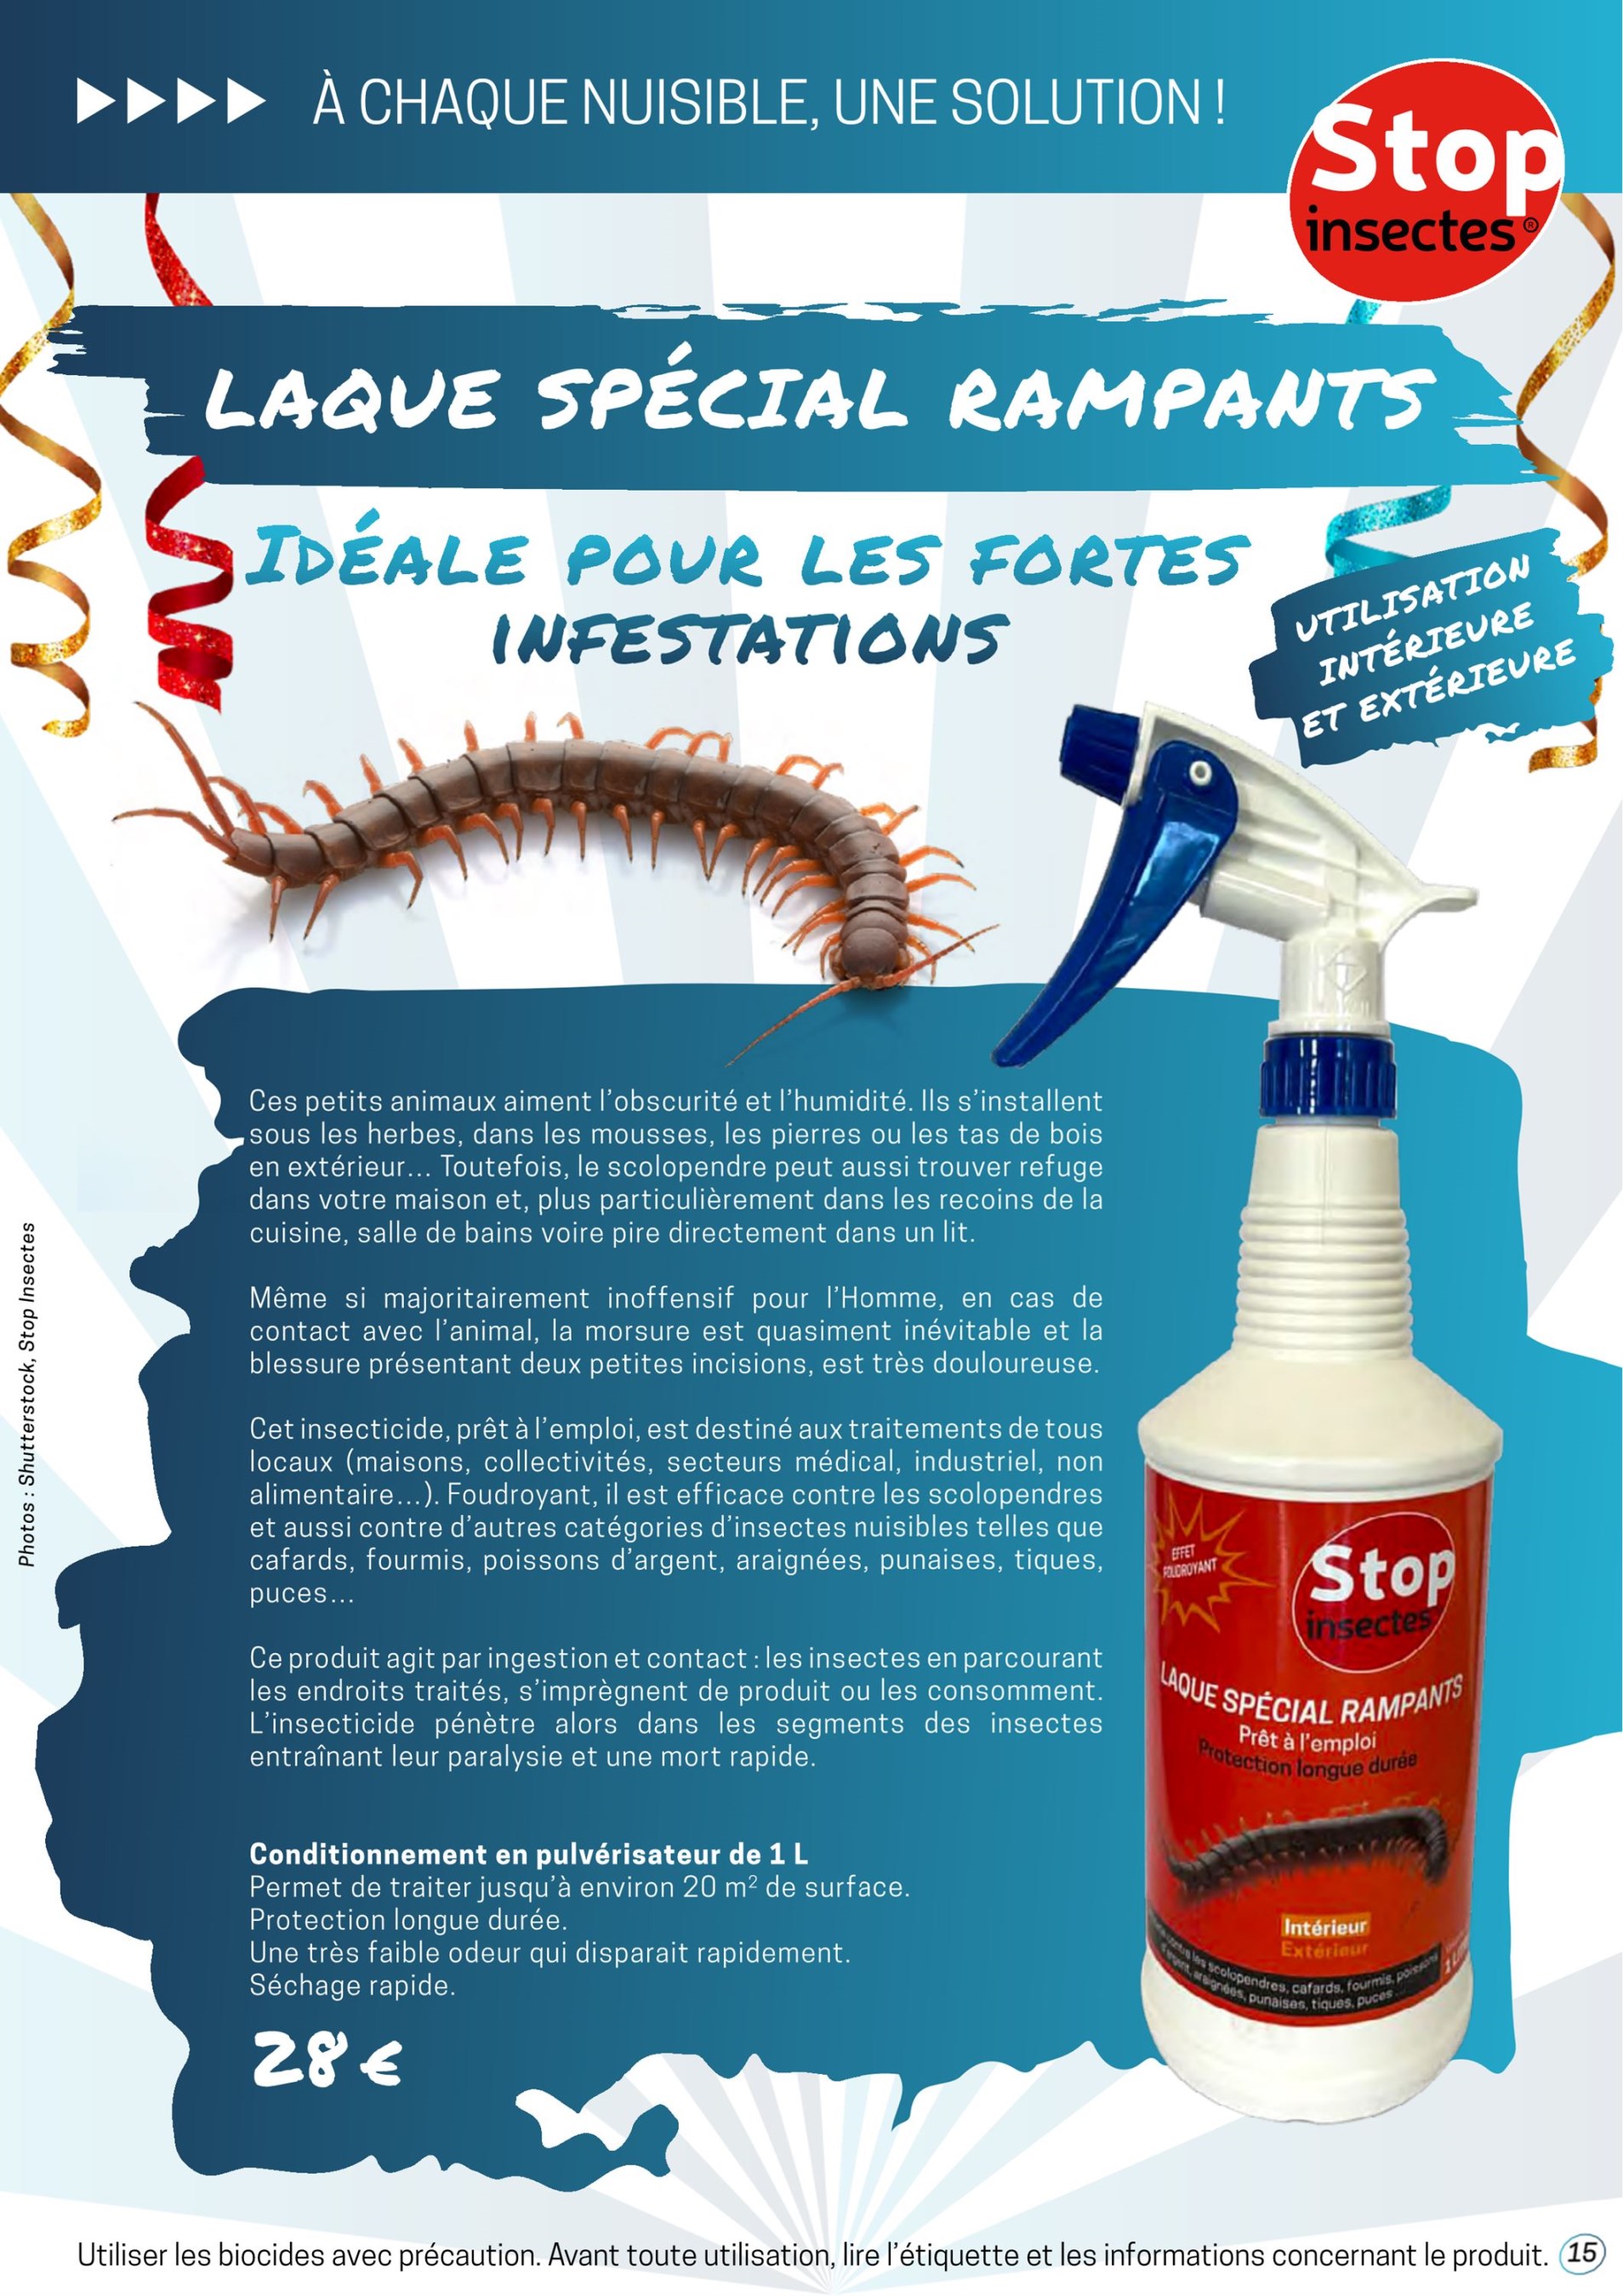 À CHAQUE NUISIBLE, UNE SOLUTION !
Stop
insectes®
LAQUE SPÉCIAL RAMPANTS
IDÉALE POUR LES FORTES
INFESTATIONS
UTILISATION
INTÉRIEURE
ET EXTÉRIEURE
Ces petits animaux aiment l'obscurité et l'humidité. Ils s'installent
sous les herbes, dans les mousses, les pierres ou les tas de bois
en extérieur... Toutefois, le scolopendre peut aussi trouver refuge
dans votre maison et, plus particulièrement dans les recoins de la
cuisine, salle de bains voire pire directement dans un lit.
Même si majoritairement inoffensif pour l'Homme, en cas de
contact avec l'animal, la morsure est quasiment inévitable et la
blessure présentant deux petites incisions, est très douloureuse.
Cet insecticide, prêt à l'emploi, est destiné aux traitements de tous
locaux (maisons, collectivités, secteurs médical, industriel, non
alimentaire...). Foudroyant, il est efficace contre les scolopendres
et aussi contre d'autres catégories d'insectes nuisibles telles que
cafards, fourmis, poissons d'argent, araignées, punaises, tiques,
puces...
Ce produit agit par ingestion et contact : les insectes en parcourant
les endroits traités, s'imprègnent de produit ou les consomment.
L'insecticide pénètre alors dans les segments des insectes
entraînant leur paralysie et une mort rapide.
Conditionnement en pulvérisateur de 1 L
Permet de traiter jusqu'à environ 20 m² de surface.
Protection longue durée.
Une très faible odeur qui disparait rapidement.
Séchage rapide.
28 €
EFFET
FOUDROYANT
Stop
insectes
LAQUE SPÉCIAL RAMPANTS
Prêt à l'emploi
Protection longue durée
Intérieur
Extérieur
contre les scolopendres, cafards, fourmis, poissons
d'argent, araignées, punaises, tiques, puces...
Photos : Shutterstock, Stop Insectes
Utiliser les biocides avec précaution. Avant toute utilisation, lire l'étiquette et les informations concernant le produit.
15